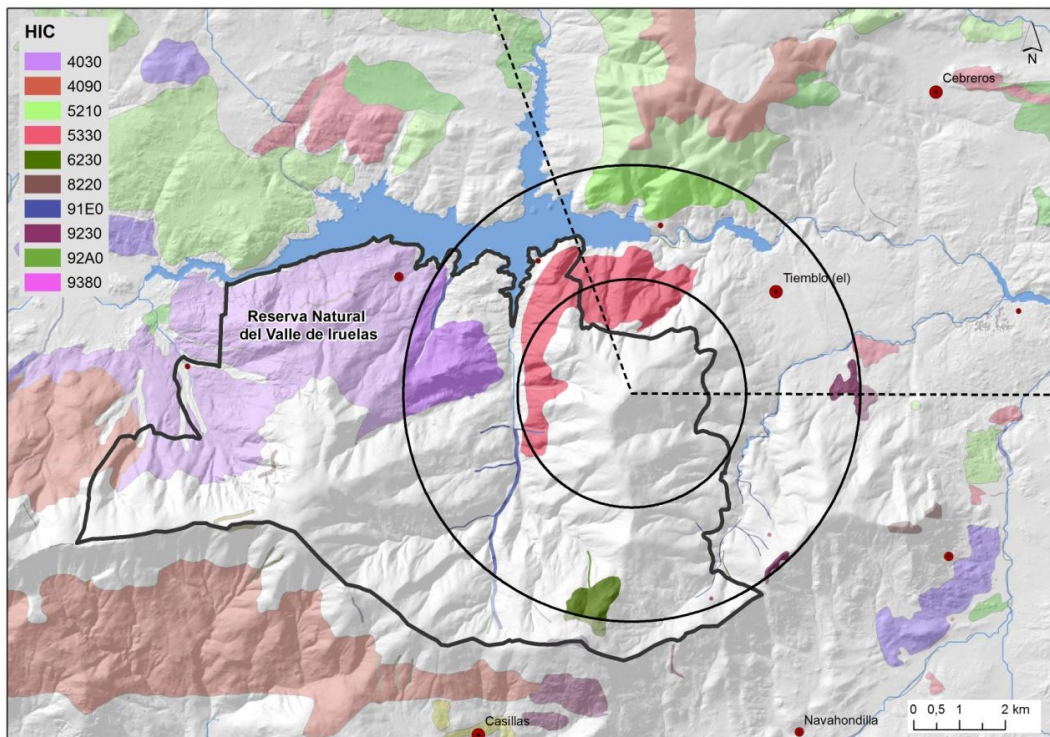 HIC
4030
4090
5210
5330
6230
8220
91E0
9230
92A0
9380
N
Cebreros
Tiemblo (el)
Reserva Natural
del Valle de Iruelas
Casillas
Navahondilla
0 0,5 1 2 km